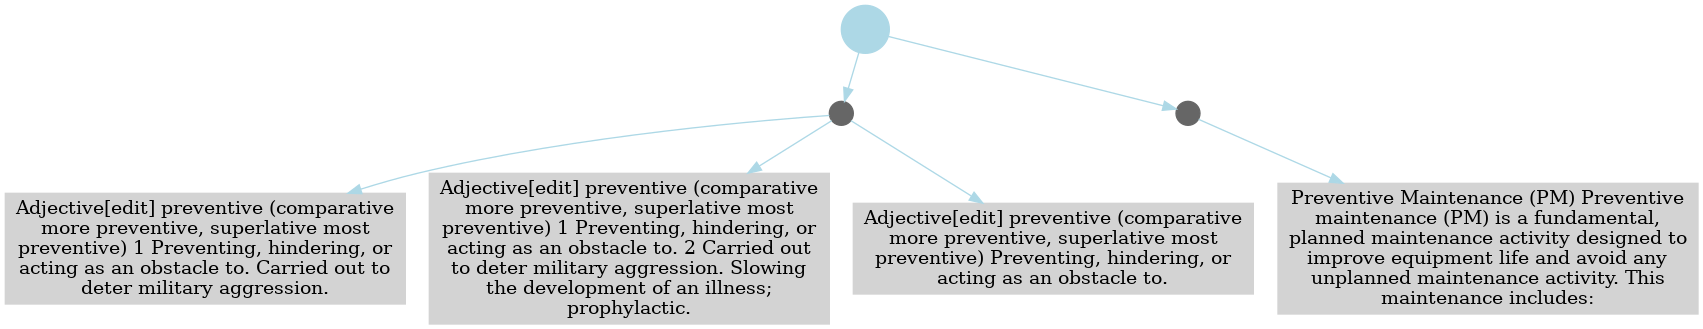 Adjective[edit] preventive (comparative
more preventive, superlative most
preventive) 1 Preventing, hindering, or
acting as an obstacle to. Carried out to
deter military aggression.
Adjective[edit] preventive (comparative
more preventive, superlative most
preventive) 1 Preventing, hindering, or
acting as an obstacle to. 2 Carried out
to deter military aggression. Slowing
the development of an illness;
prophylactic.
Adjective[edit] preventive (comparative
more preventive, superlative most
preventive) Preventing, hindering, or
acting as an obstacle to.
Preventive Maintenance (PM) Preventive
maintenance (PM) is a fundamental,
planned maintenance activity designed to
improve equipment life and avoid any
unplanned maintenance activity. This
maintenance includes: